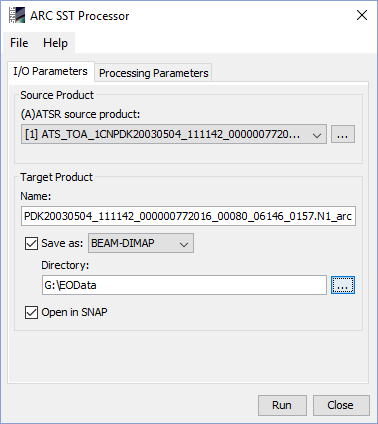 ARC SST Processor
File Help
I/O Parameters Processing Parameters
Source Product
(A)ATSR source product:
[1] ATS_TOA_1CNPDK20030504_111142_0000007720... ...
Target Product
Name:
PDK20030504_111142_000000772016_00080_06146_0157.N1_arc
Save as: BEAM-DIMAP
Directory:
G:\EOData ...
Open in SNAP
Run Close